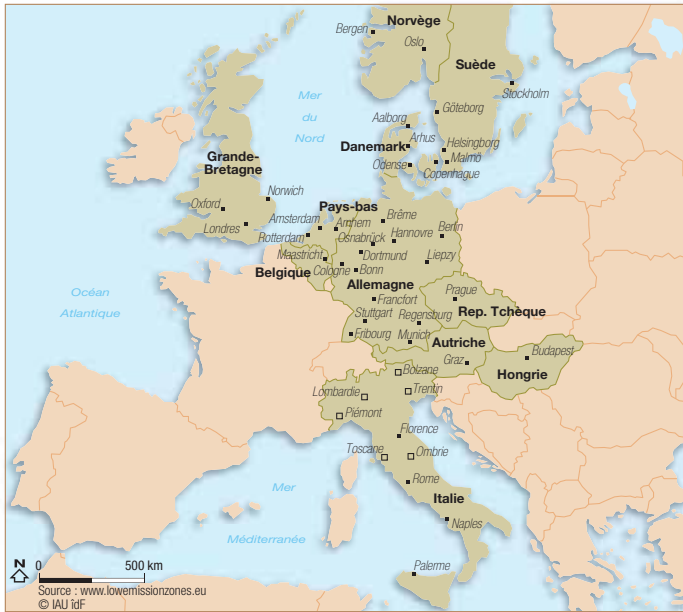 Norvège
Bergen
Oslo
Suède
Stockholm
Mer
du
Nord
Göteborg
Aalborg
Arhus
Danemark
Helsingborg
Malmö
Odense
Copenhague
Grande-
Bretagne
Norwich
Oxford
Londres
Pays-bas
Amsterdam
Arnhem
Brême
Rotterdam
Osnabrück
Hannovre
Berlin
Maastricht
Dortmund
Belgique
Cologne
Bonn
Liepzy
Allemagne
Prague
Francfort
Rep. Tchèque
Océan
Atlantique
Stuttgart
Regensburg
Fribourg
Munich
Autriche
Graz
Budapest
Hongrie
Bolzane
Lombardie
Trentin
Piémont
Florence
Toscane
Ombrie
Rome
Italie
Mer
Méditerranée
Naples
Palerme
N
0 500 km
Source : www.lowemissionzones.eu
© IAU îdF